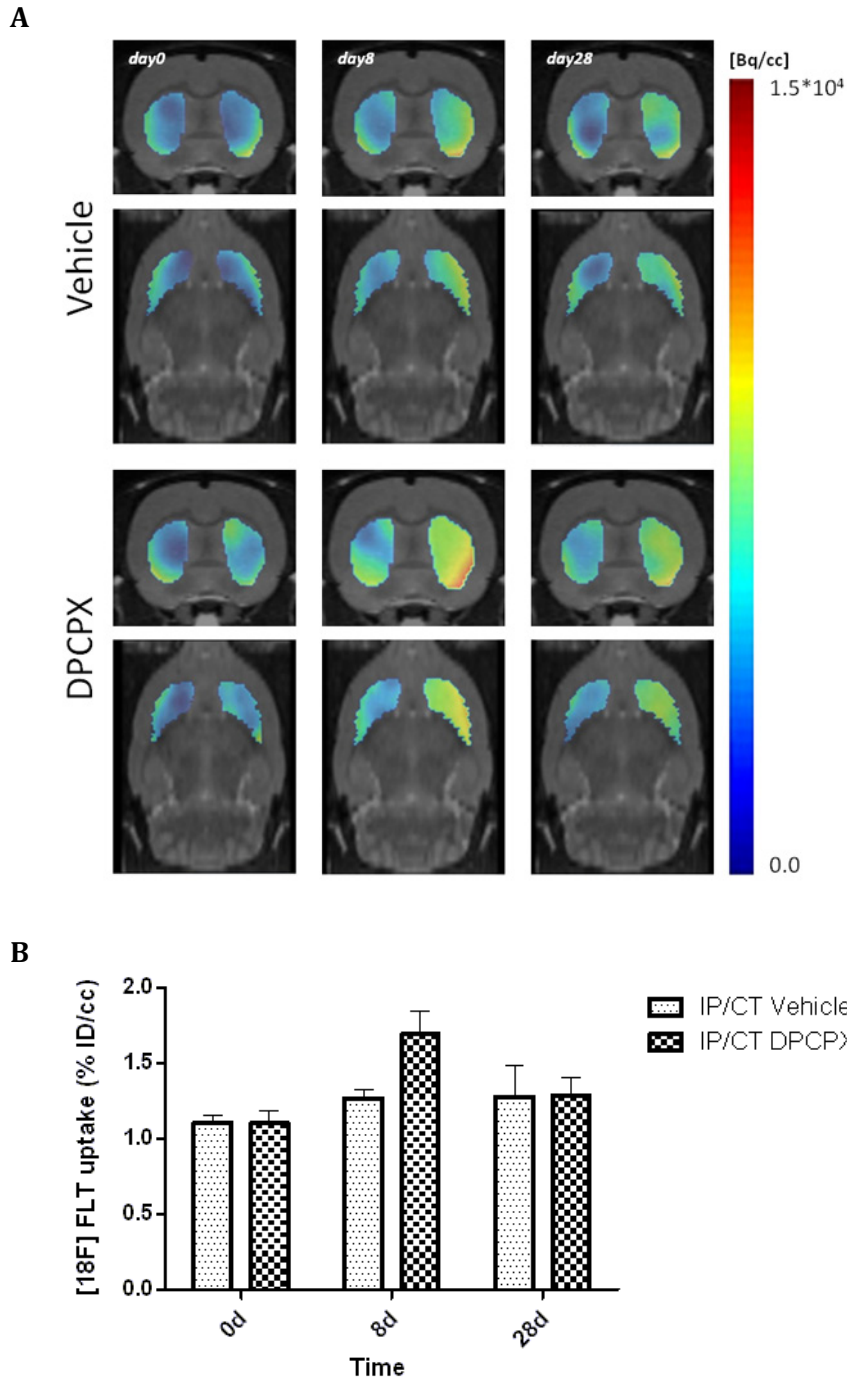 A
day0
day8
day28
[Bq/cc]
1.5*10⁴
Vehicle
DPCPX
0.0
B
2.0
1.5
1.0
0.5
0.0
[18F] FLT uptake (% ID/cc)
0d
8d
28d
Time
IP/CT Vehicle
IP/CT DPCPX